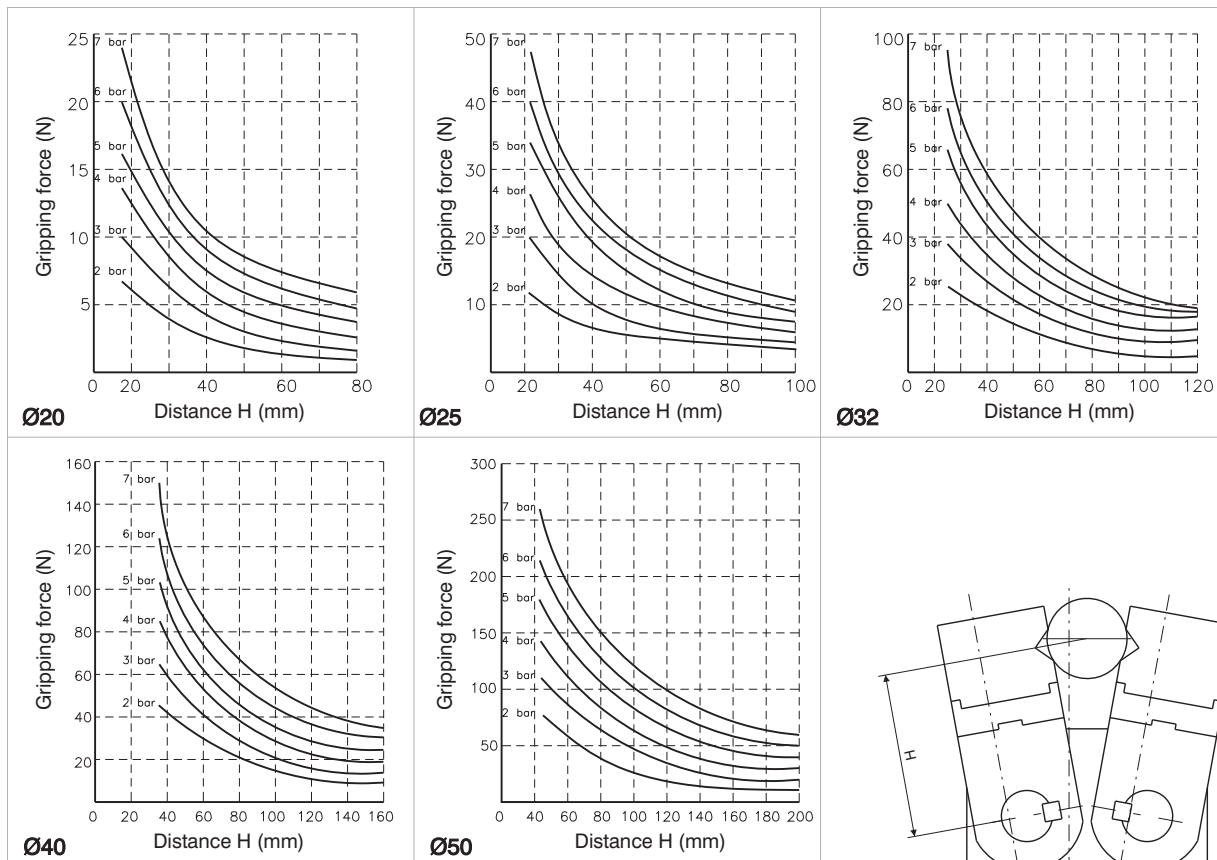 25
20
15
10
5
7 bar
6 bar
5 bar
4 bar
3 bar
2 bar
0 20 40 60 80
Gripping force (N)
Distance H (mm)
Ø20
50
40
30
20
10
7 bar
6 bar
5 bar
4 bar
3 bar
2 bar
0 20 40 60 80 100
Gripping force (N)
Distance H (mm)
Ø25
100
80
60
40
20
7 bar
6 bar
5 bar
4 bar
3 bar
2 bar
0 20 40 60 80 100 120
Gripping force (N)
Distance H (mm)
Ø32
160
140
120
100
80
60
40
20
7 bar
6 bar
5 bar
4 bar
3 bar
2 bar
0 20 40 60 80 100 120 140 160
Gripping force (N)
Distance H (mm)
Ø40
300
250
200
150
100
50
7 bar
6 bar
5 bar
4 bar
3 bar
2 bar
0 20 40 60 80 100 120 140 160 180 200
Gripping force (N)
Distance H (mm)
Ø50
H